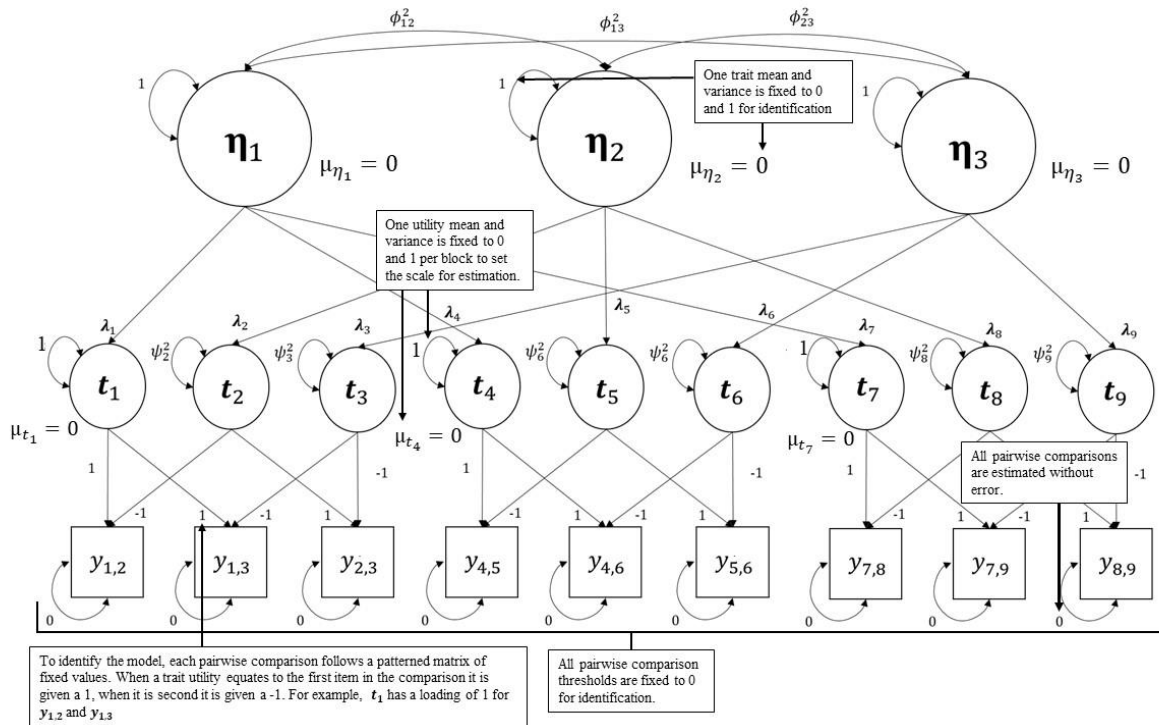 ϕ²₁₂ ϕ²₁₃ ϕ²₂₃
1 1 1
One trait mean and
variance is fixed to 0
and 1 for identification
η₁ η₂ η₃
μ_η₁ = 0 μ_η₂ = 0 μ_η₃ = 0
One utility mean and
variance is fixed to 0
and 1 per block to set
the scale for estimation.
λ₁ λ₂ λ₃ λ₄ λ₅ λ₆ λ₇ λ₈ λ₉
1 ψ²₂ ψ²₃ 1 ψ²₆ ψ²₆ 1 ψ²₈ ψ²₉
t₁ t₂ t₃ t₄ t₅ t₆ t₇ t₈ t₉
μ_t₁ = 0 μ_t₄ = 0 μ_t₇ = 0
All pairwise comparisons
are estimated without
error.
1 -1 1 -1 1 -1
-1 1 -1 1 -1 1 -1 1 -1 1 -1 1
y₁,₂ y₁,₃ y₂,₃ y₄,₅ y₄,₆ y₅,₆ y₇,₈ y₇,₉ y₈,₉
0 0 0 0 0 0 0 0 0
To identify the model, each pairwise comparison follows a patterned matrix of
fixed values. When a trait utility equates to the first item in the comparison it is
given a 1, when it is second it is given a -1. For example, t₁ has a loading of 1 for
y₁,₂ and y₁,₃
All pairwise comparison
thresholds are fixed to 0
for identification.